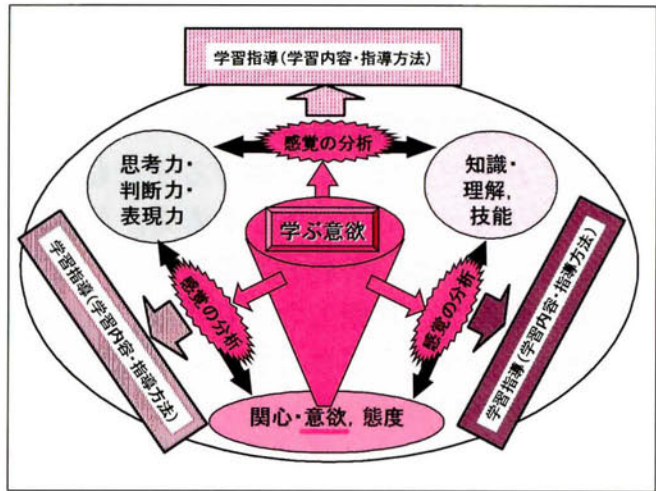 学習指導(学習内容・指導方法)
感覚の分析
思考力・
判断力・
表現力
知識・
理解,
技能
学ぶ意欲
感覚の分析
感覚の分析
学習指導(学習内容・指導方法)
学習指導(学習内容・指導方法)
関心・意欲, 態度